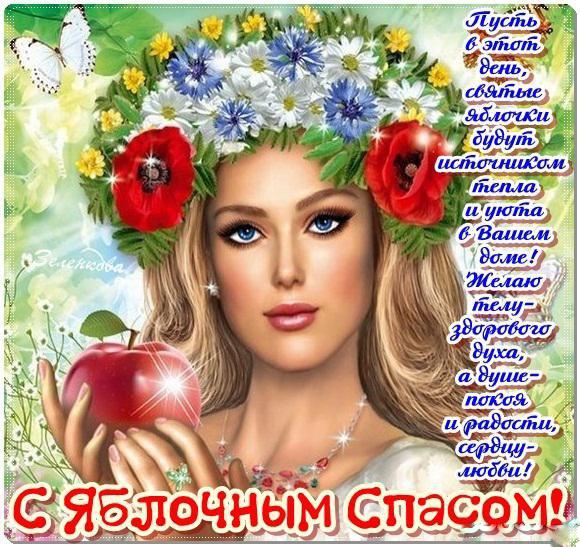 Пусть
в этот
день,
святые
яблочки
будут
источником
тепла
и уюта
в Вашем
доме!
Желаю
телу-
здорового
духа,
а душе-
покоя
и радости,
сердцу-
любви!
Зеленкова
С Яблочным Спасом!